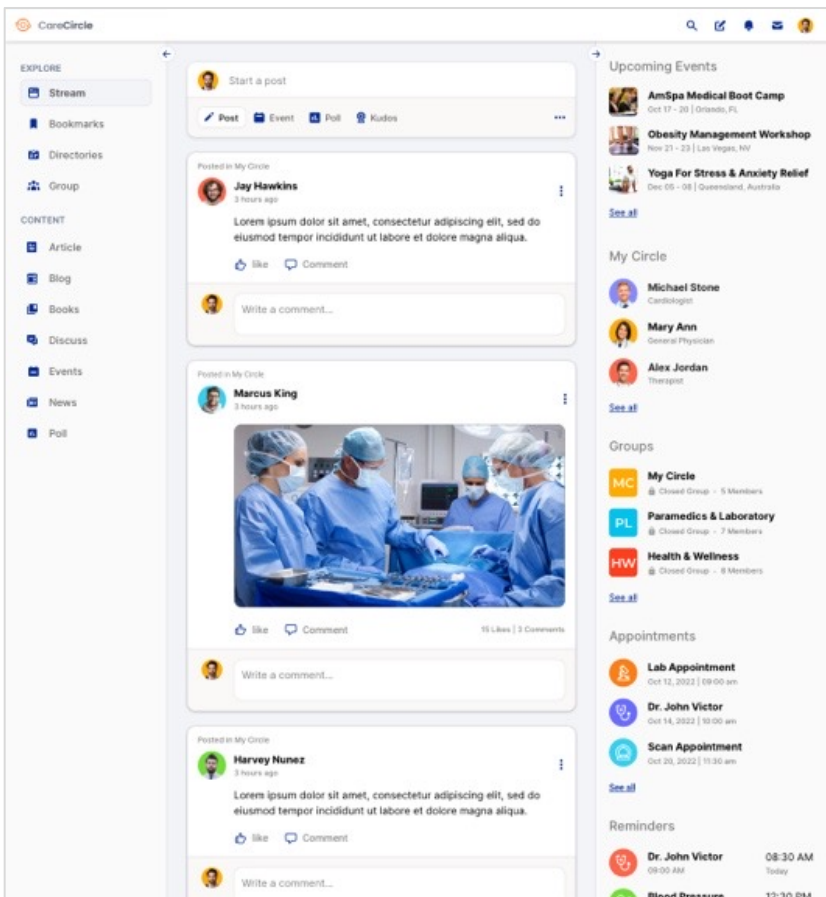 CareCircle
EXPLORE
Stream
Bookmarks
Directories
Group
CONTENT
Article
Blog
Books
Discuss
Events
News
Poll
Start a post
Post
Event
Poll
Kudos
Posted in My Circle
Jay Hawkins
3 hours ago
Lorem ipsum dolor sit amet, consectetur adipiscing elit, sed do
eiusmod tempor incididunt ut labore et dolore magna aliqua.
like
Comment
Write a comment...
Posted in My Circle
Marcus King
3 hours ago
like
Comment
15 Likes | 3 Comments
Write a comment...
Posted in My Circle
Harvey Nunez
3 hours ago
Lorem ipsum dolor sit amet, consectetur adipiscing elit, sed do
eiusmod tempor incididunt ut labore et dolore magna aliqua.
like
Comment
Write a comment...
Upcoming Events
AmSpa Medical Boot Camp
Oct 17 - 20 | Orlando, FL
Obesity Management Workshop
Nov 21 - 23 | Las Vegas, NV
Yoga For Stress & Anxiety Relief
Dec 05 - 08 | Queensland, Australia
See all
My Circle
Michael Stone
Cardiologist
Mary Ann
General Physician
Alex Jordan
Therapist
See all
Groups
MC
My Circle
Closed Group - 5 Members
PL
Paramedics & Laboratory
Closed Group - 7 Members
HW
Health & Wellness
Closed Group - 8 Members
See all
Appointments
Lab Appointment
Oct 12, 2022 | 09:00 am
Dr. John Victor
Oct 14, 2022 | 10:00 am
Scan Appointment
Oct 20, 2022 | 11:30 am
See all
Reminders
Dr. John Victor
09:00 AM
08:30 AM
Today
Blood Pressure
12:30 PM